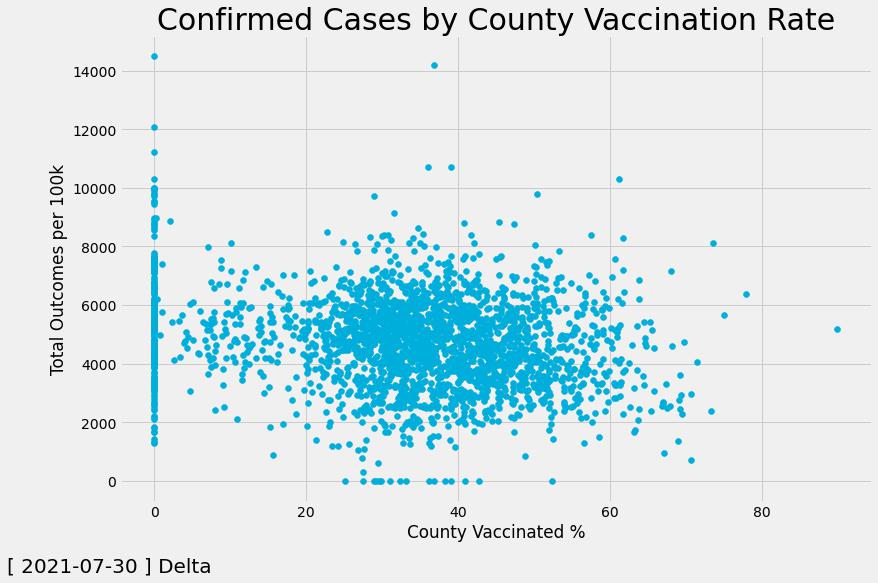 Confirmed Cases by County Vaccination Rate
Total Outcomes per 100k
14000
12000
10000
8000
6000
4000
2000
0
0 20 40 60 80
County Vaccinated %
[ 2021-07-30 ] Delta